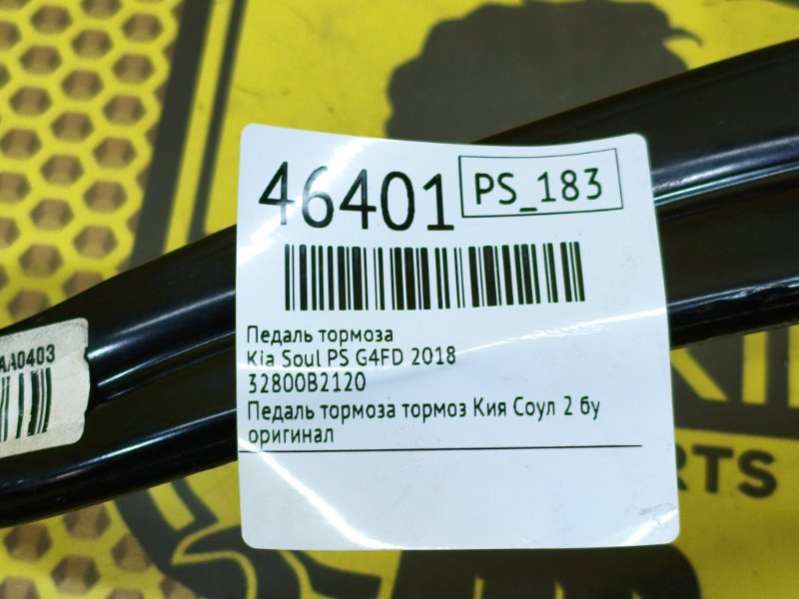 46401 PS_183
Педаль тормоза
Kia Soul PS G4FD 2018
32800B2120
Педаль тормоза тормоз Кия Соул 2 бу
оригинал
AA0403